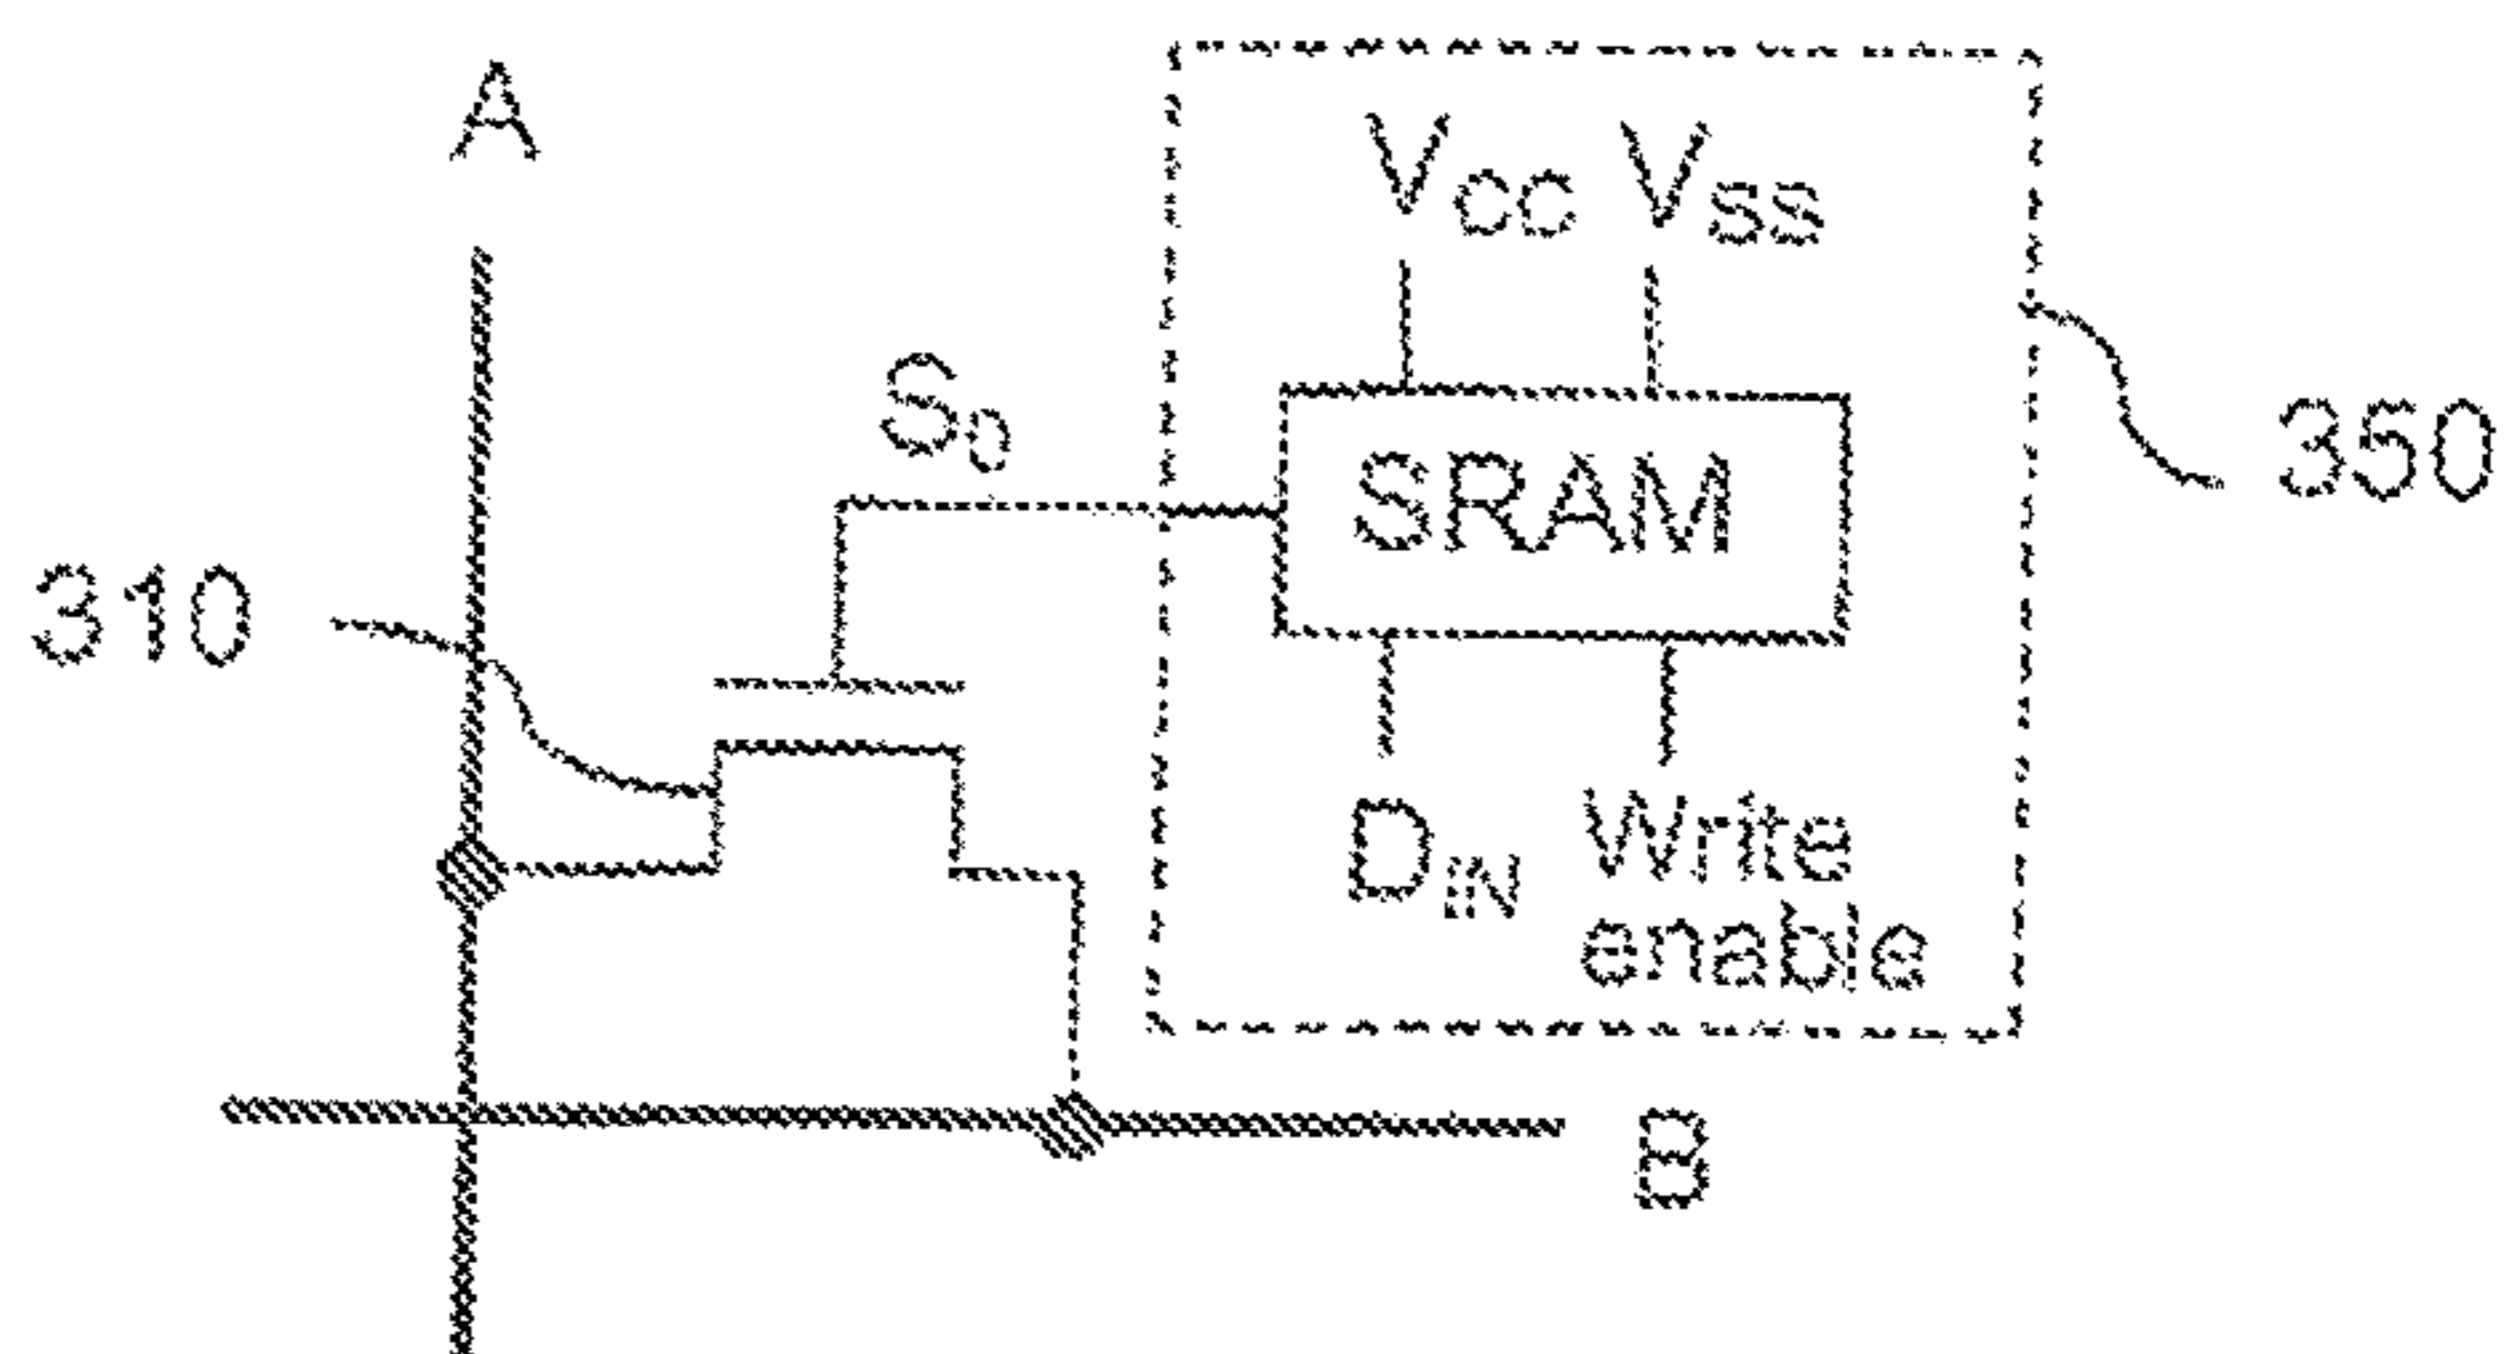 A
Vcc Vss
S₀
SRAM
350
310
DIN Write
enable
B